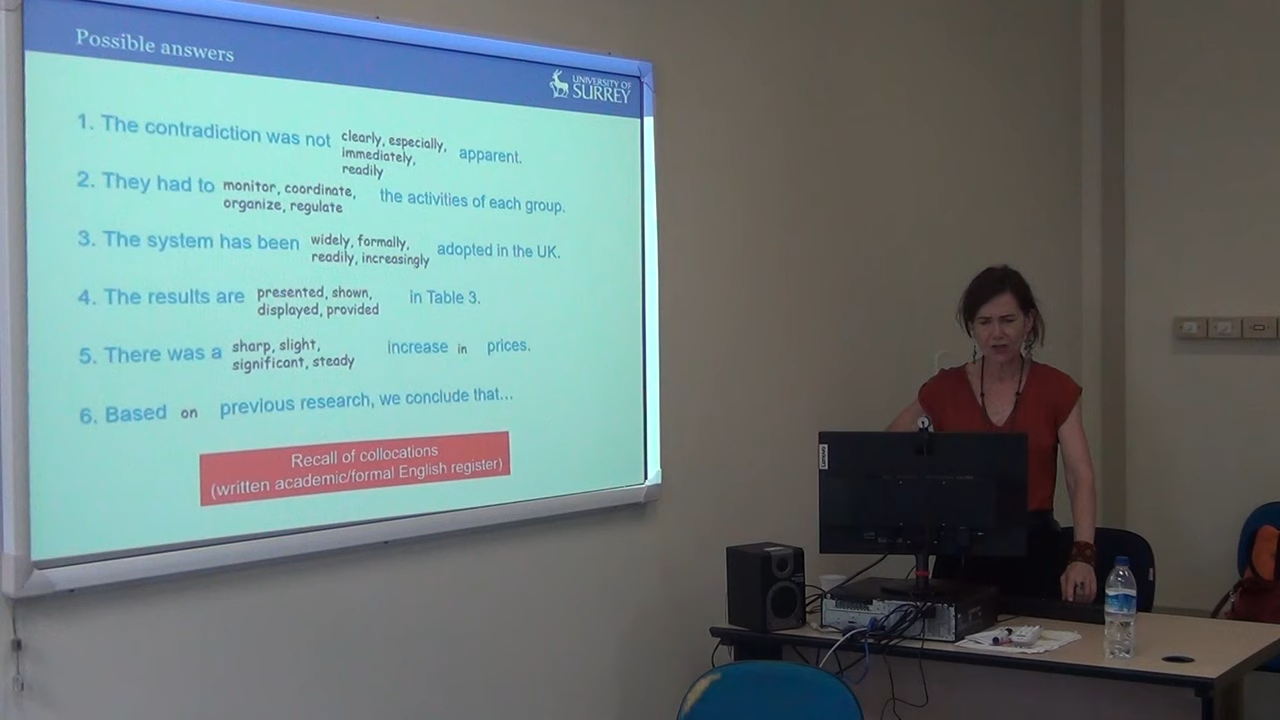 Possible answers
UNIVERSITY OF
SURREY
1. The contradiction was not clearly, especially, immediately, readily apparent.
2. They had to monitor, coordinate, organize, regulate the activities of each group.
3. The system has been widely, formally, readily, increasingly adopted in the UK.
4. The results are presented, shown, displayed, provided in Table 3.
5. There was a sharp, slight, significant, steady increase in prices.
6. Based on previous research, we conclude that...
Recall of collocations
(written academic/formal English register)
Lenovo